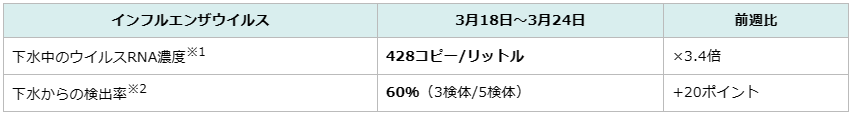 インフルエンザウイルス 3月18日～3月24日 前週比
下水中のウイルスRNA濃度※1 428コピー/リットル ×3.4倍
下水からの検出率※2 60%（3検体/5検体） +20ポイント